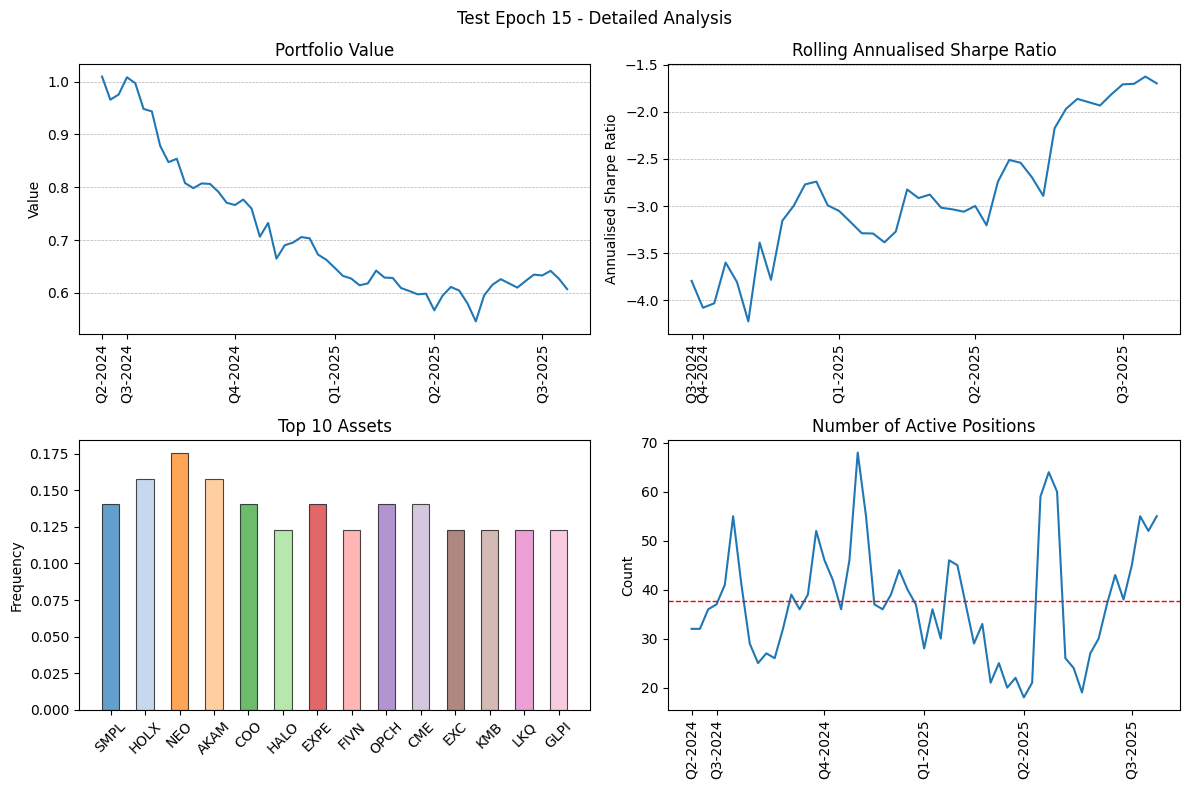 Test Epoch 15 - Detailed Analysis
Portfolio Value
Value
1.0
0.9
0.8
0.7
0.6
Q2-2024
Q3-2024
Q4-2024
Q1-2025
Q2-2025
Q3-2025
Rolling Annualised Sharpe Ratio
Annualised Sharpe Ratio
−1.5
−2.0
−2.5
−3.0
−3.5
−4.0
Q3-2024
Q4-2024
Q1-2025
Q2-2025
Q3-2025
Top 10 Assets
Frequency
0.175
0.150
0.125
0.100
0.075
0.050
0.025
0.000
SMPL
HOLX
NEO
AKAM
COO
HALO
EXPE
FIVN
OPCH
CME
EXC
KMB
LKQ
GLPI
Number of Active Positions
Count
70
60
50
40
30
20
Q2-2024
Q3-2024
Q4-2024
Q1-2025
Q2-2025
Q3-2025